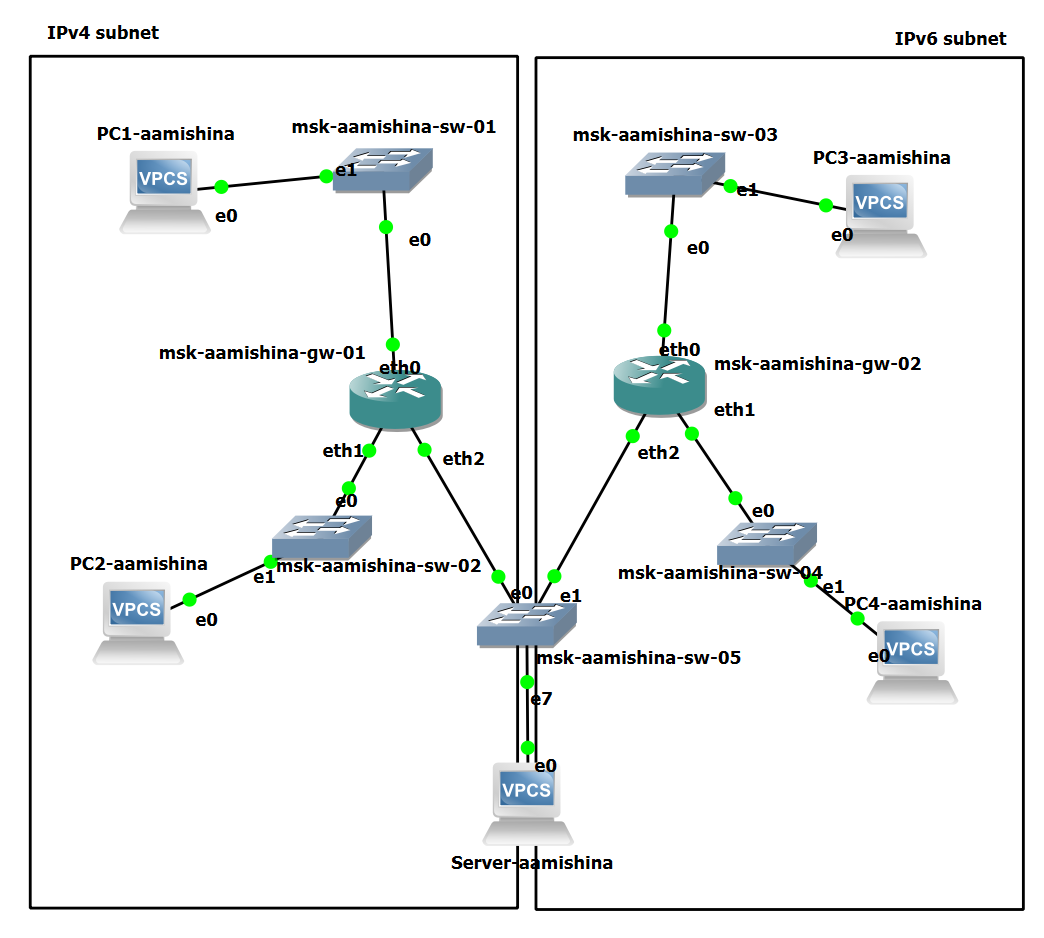 IPv4 subnet
IPv6 subnet
PC1-aamishina
msk-aamishina-sw-01
VPCS
e0
e1
e0
msk-aamishina-sw-03
PC3-aamishina
VPCS
e1
e0
e0
msk-aamishina-gw-01
eth0
eth1
eth2
eth0
msk-aamishina-gw-02
eth1
eth2
e0
PC2-aamishina
msk-aamishina-sw-02
e1
VPCS
e0
e0
msk-aamishina-sw-04
e1
PC4-aamishina
VPCS
e0
e0
e1
msk-aamishina-sw-05
e7
e0
VPCS
Server-aamishina